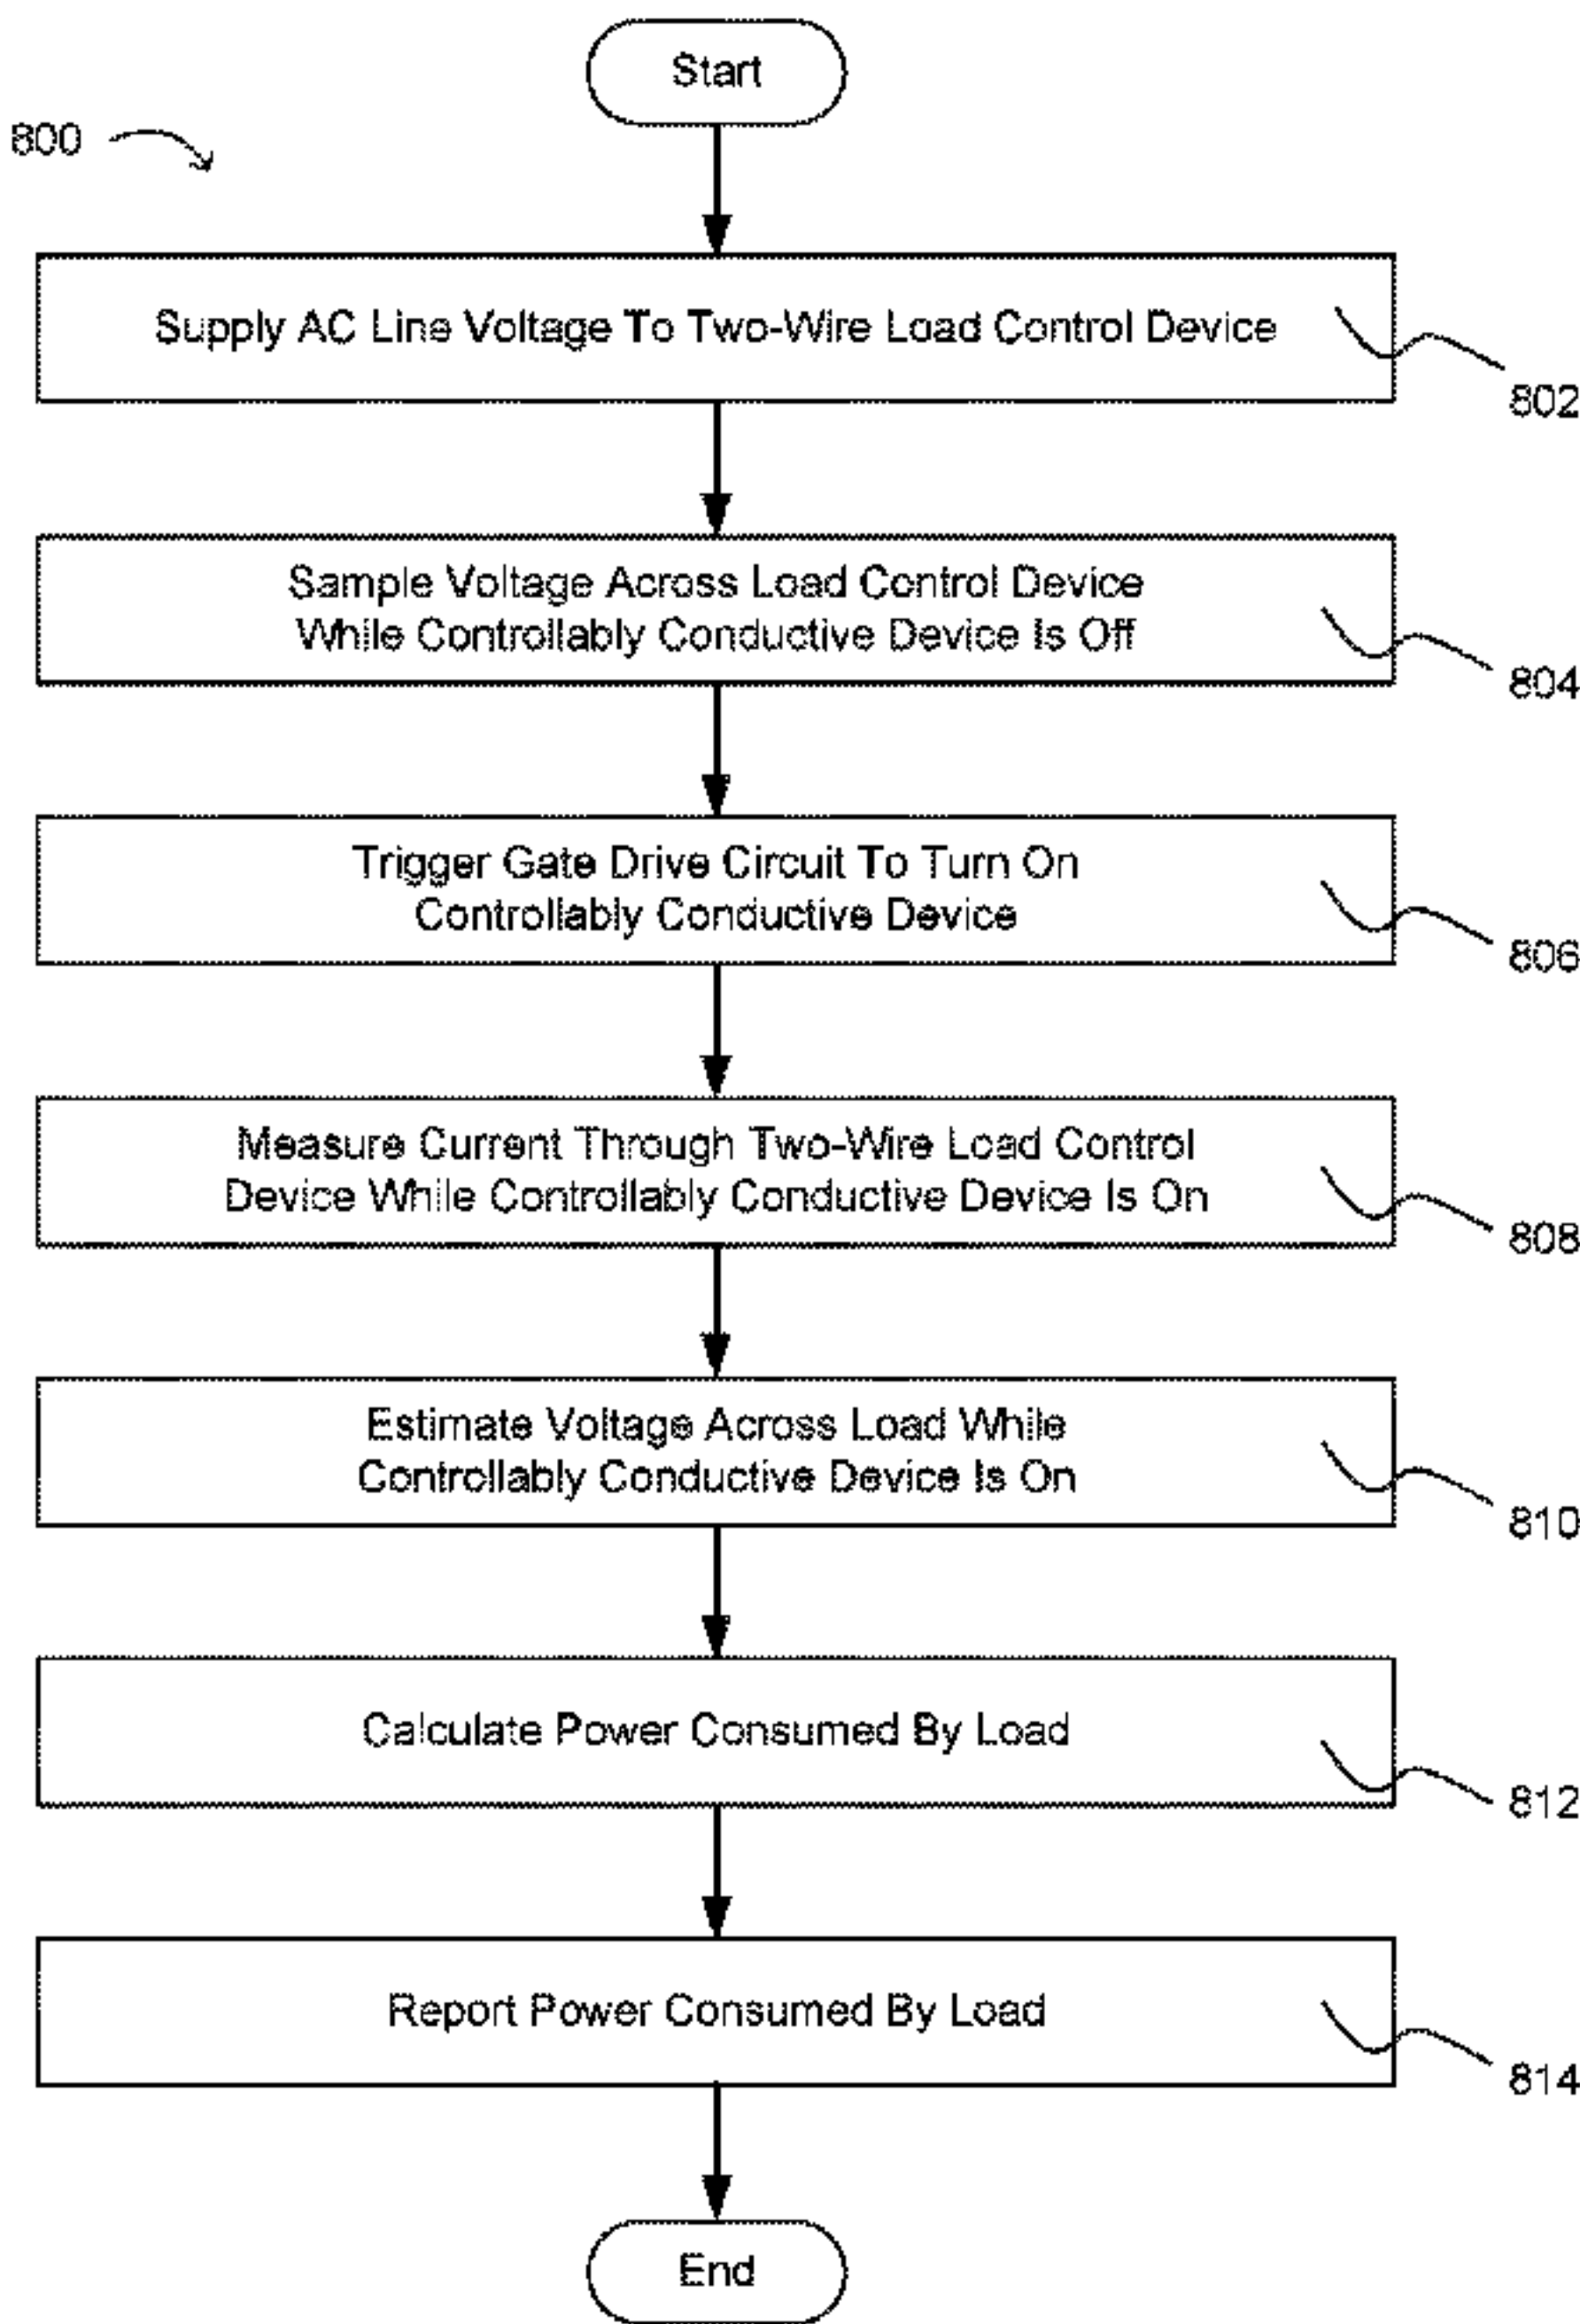 Start
800
Supply AC Line Voltage To Two-Wire Load Control Device
802
Sample Voltage Across Load Control Device
While Controllably Conductive Device Is Off
804
Trigger Gate Drive Circuit To Turn On
Controllably Conductive Device
806
Measure Current Through Two-Wire Load Control
Device While Controllably Conductive Device Is On
808
Estimate Voltage Across Load While
Controllably Conductive Device Is On
810
Calculate Power Consumed By Load
812
Report Power Consumed By Load
814
End